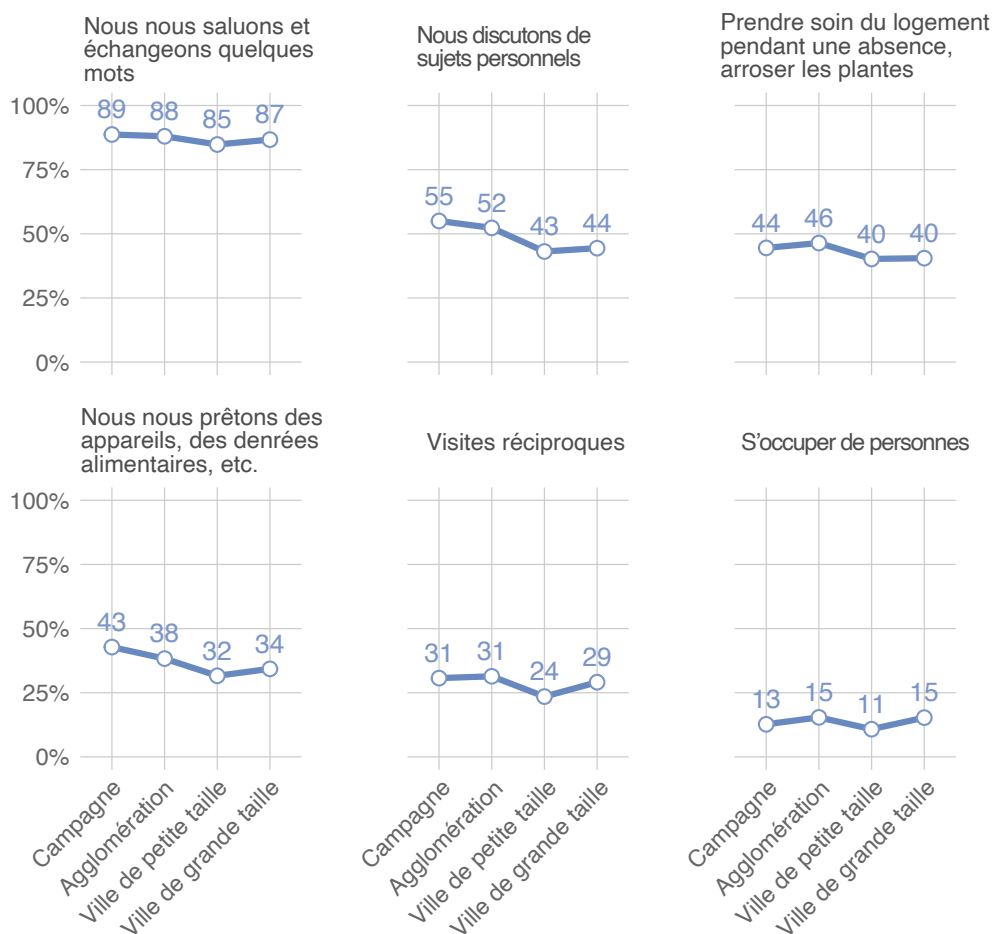 Nous nous saluons et
échangeons quelques
mots
Nous discutons de
sujets personnels
Prendre soin du logement
pendant une absence,
arroser les plantes
100%
75%
50%
25%
0%
89 88 85 87
55 52 43 44
44 46 40 40
Nous nous prêtons des
appareils, des denrées
alimentaires, etc.
Visites réciproques
S’occuper de personnes
100%
75%
50%
25%
0%
43 38 32 34
31 31 24 29
13 15 11 15
Campagne
Agglomération
Ville de petite taille
Ville de grande taille
Campagne
Agglomération
Ville de petite taille
Ville de grande taille
Campagne
Agglomération
Ville de petite taille
Ville de grande taille